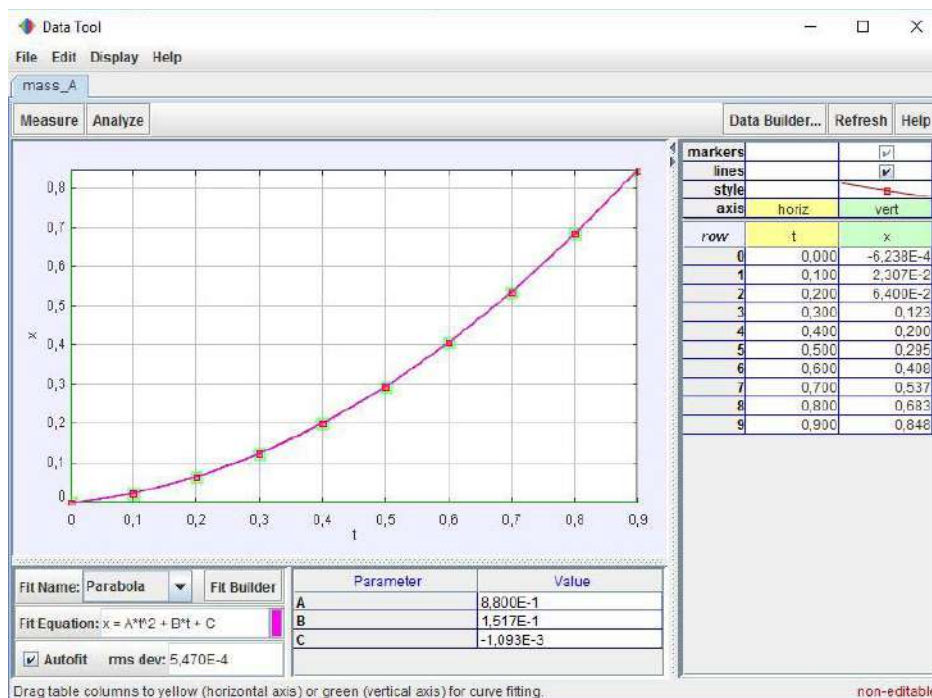 Data Tool
File Edit Display Help
mass_A
Measure Analyze Data Builder... Refresh Help
markers
lines
style
axis horiz vert
row t x
0 0,000 -6,238E-4
1 0,100 2,307E-2
2 0,200 6,400E-2
3 0,300 0,123
4 0,400 0,200
5 0,500 0,295
6 0,600 0,408
7 0,700 0,537
8 0,800 0,683
9 0,900 0,848
0,8
0,7
0,6
0,5
0,4
0,3
0,2
0,1
0
x
0 0,1 0,2 0,3 0,4 0,5 0,6 0,7 0,8 0,9
t
Fit Name: Parabola Fit Builder
Fit Equation: x = A*t^2 + B*t + C
Autofit rms dev: 5,470E-4
Parameter Value
A 8,800E-1
B 1,517E-1
C -1,093E-3
Drag table columns to yellow (horizontal axis) or green (vertical axis) for curve fitting. non-editable